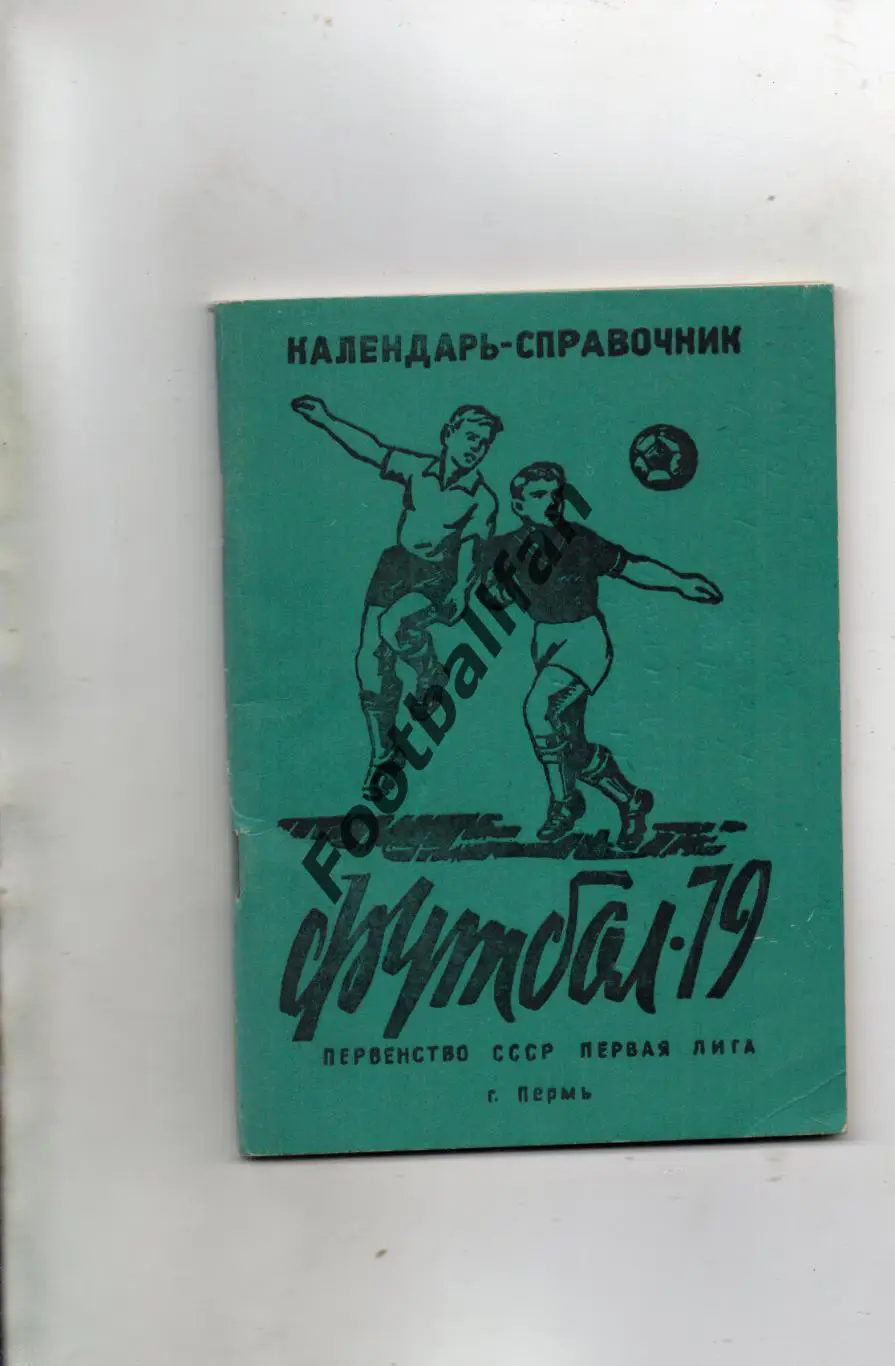 КАЛЕНДАРЬ-СПРАВОЧНИК
Footballfan
Футбол·79
ПЕРВЕНСТВО СССР ПЕРВАЯ ЛИГА
г. Пермь